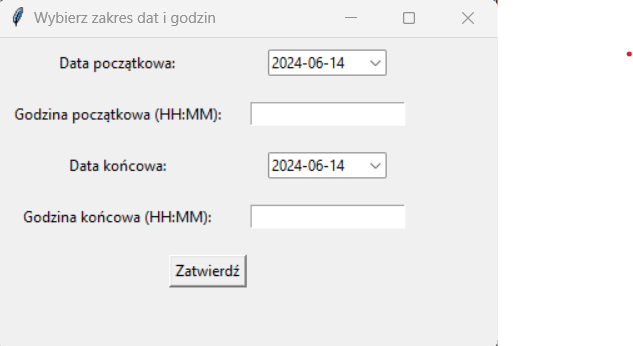 Wybierz zakres dat i godzin
Data początkowa: 2024-06-14
Godzina początkowa (HH:MM):
Data końcowa: 2024-06-14
Godzina końcowa (HH:MM):
Zatwierdź